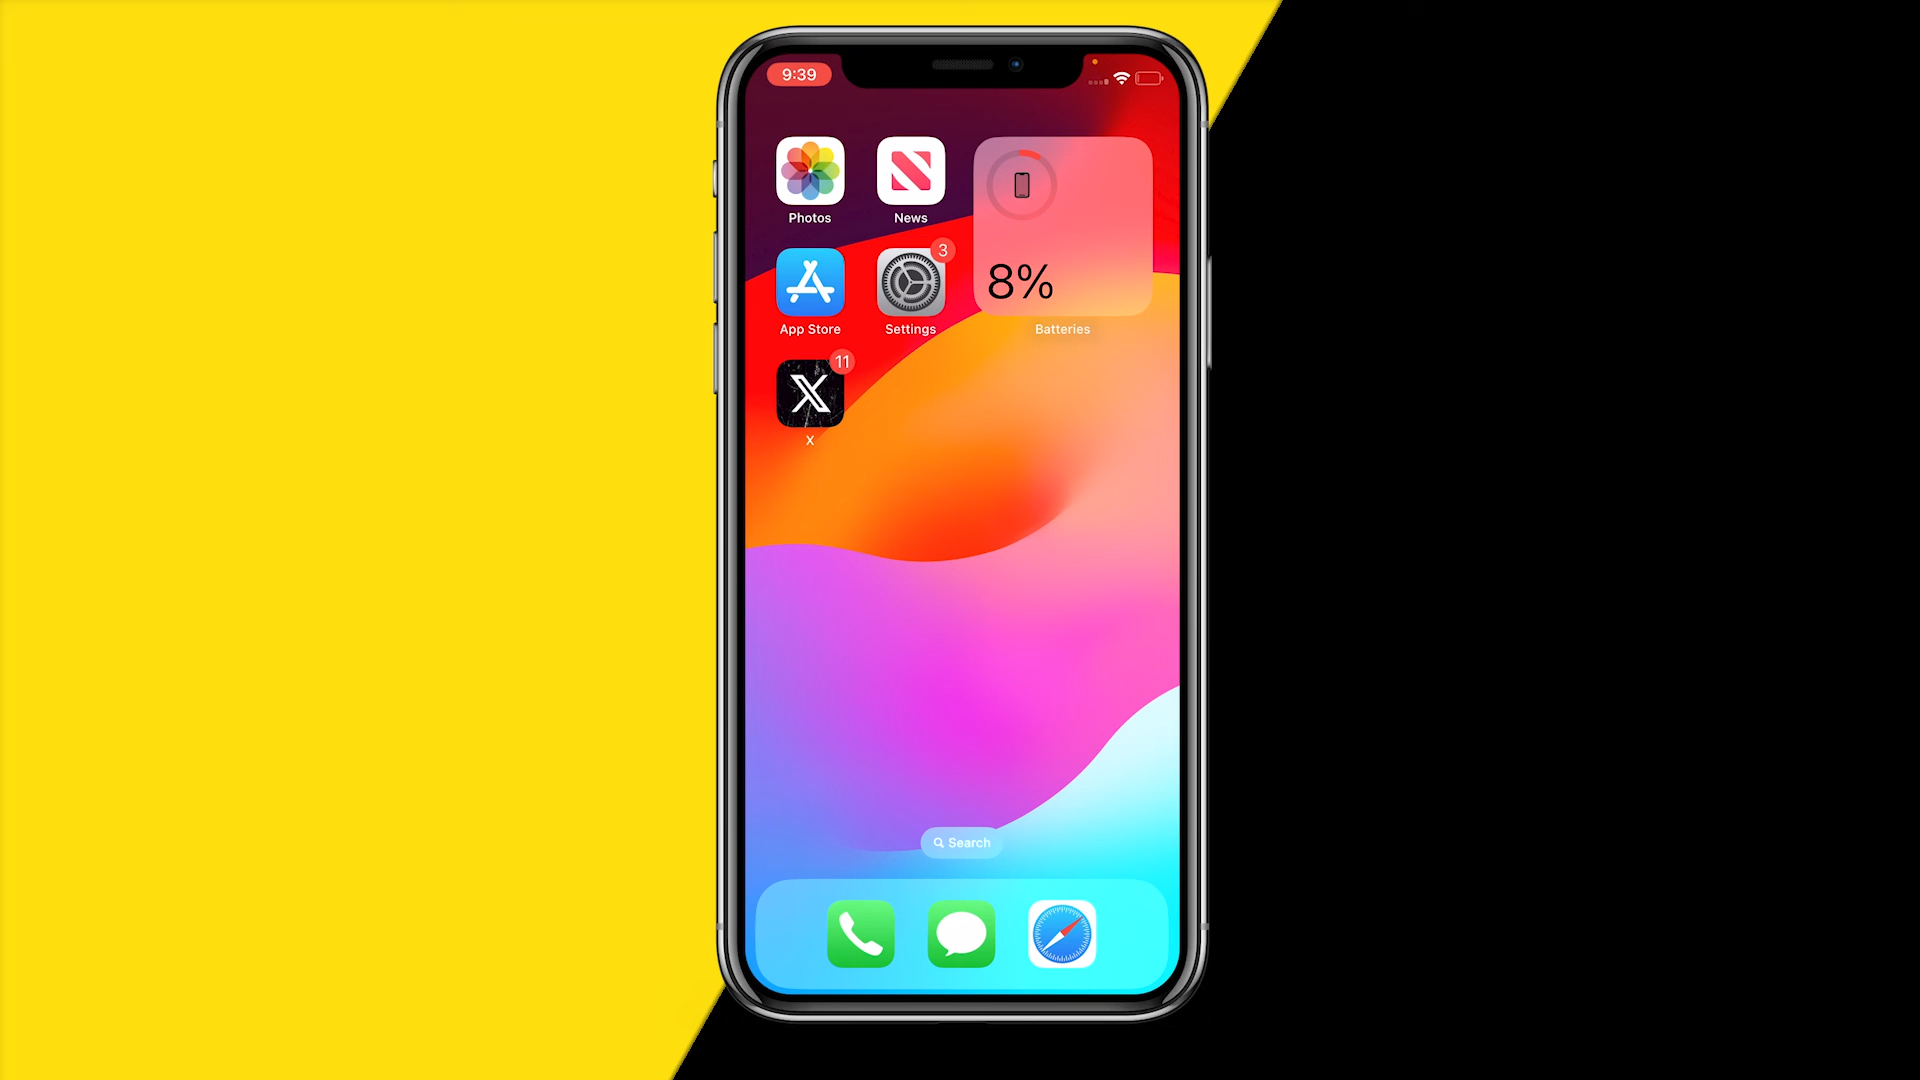 9:39
Photos
News
3
8%
App Store
Settings
Batteries
11
X
Search